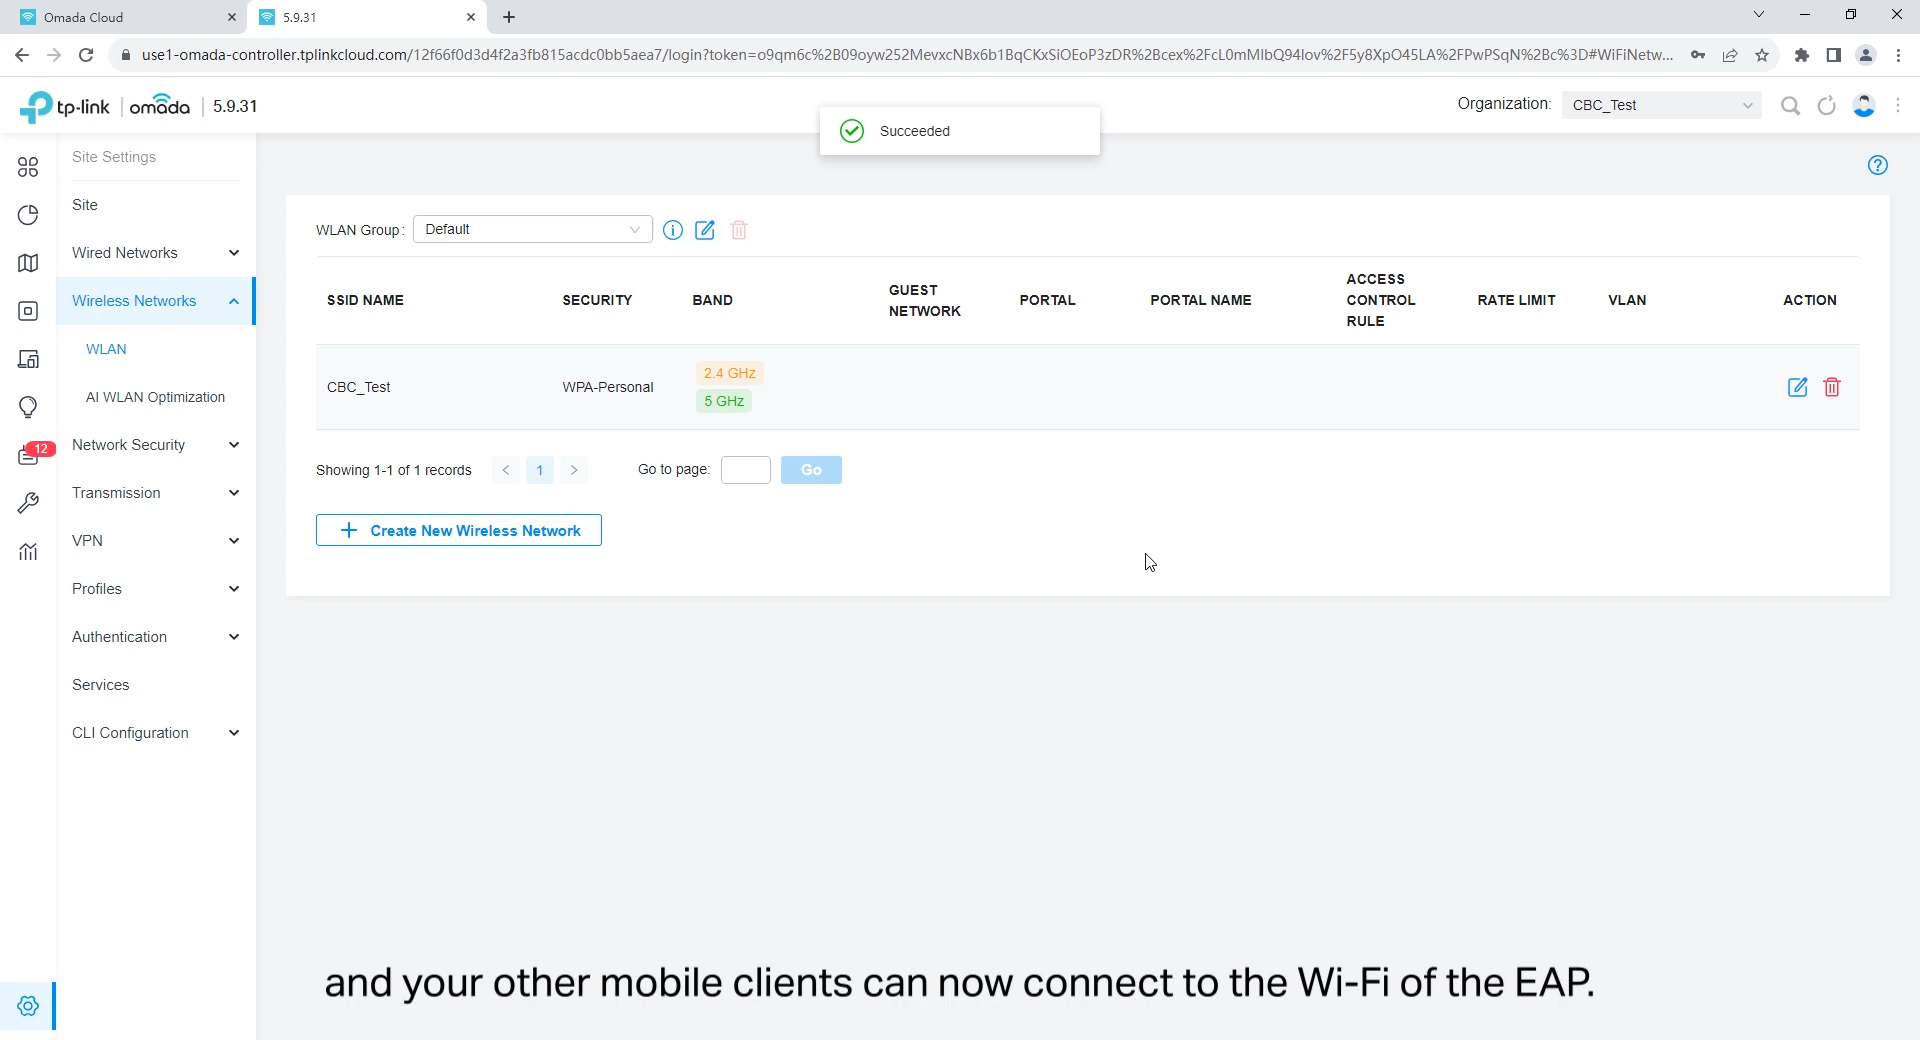 Omada Cloud
5.9.31
use1-omada-controller.tplinkcloud.com/12f66f0d3d4f2a3fb815acdc0bb5aea7/login?token=o9qm6c%2B09oyw252MevxcNBx6b1BqCKxSiOEoP3zDR%2Bcex%2FcL0mMlbQ94lov%2F5y8XpO45LA%2FPwPSqN%2Bc%3D#WiFiNetw...
tp-link omada 5.9.31
Organization: CBC_Test
Succeeded
Site Settings
Site
Wired Networks
Wireless Networks
WLAN
AI WLAN Optimization
12
Network Security
Transmission
VPN
Profiles
Authentication
Services
CLI Configuration
WLAN Group: Default
SSID NAME
SECURITY
BAND
GUEST
NETWORK
PORTAL
PORTAL NAME
ACCESS
CONTROL
RULE
RATE LIMIT
VLAN
ACTION
CBC_Test
WPA-Personal
2.4 GHz
5 GHz
Showing 1-1 of 1 records < 1 > Go to page: Go
+ Create New Wireless Network
and your other mobile clients can now connect to the Wi-Fi of the EAP.